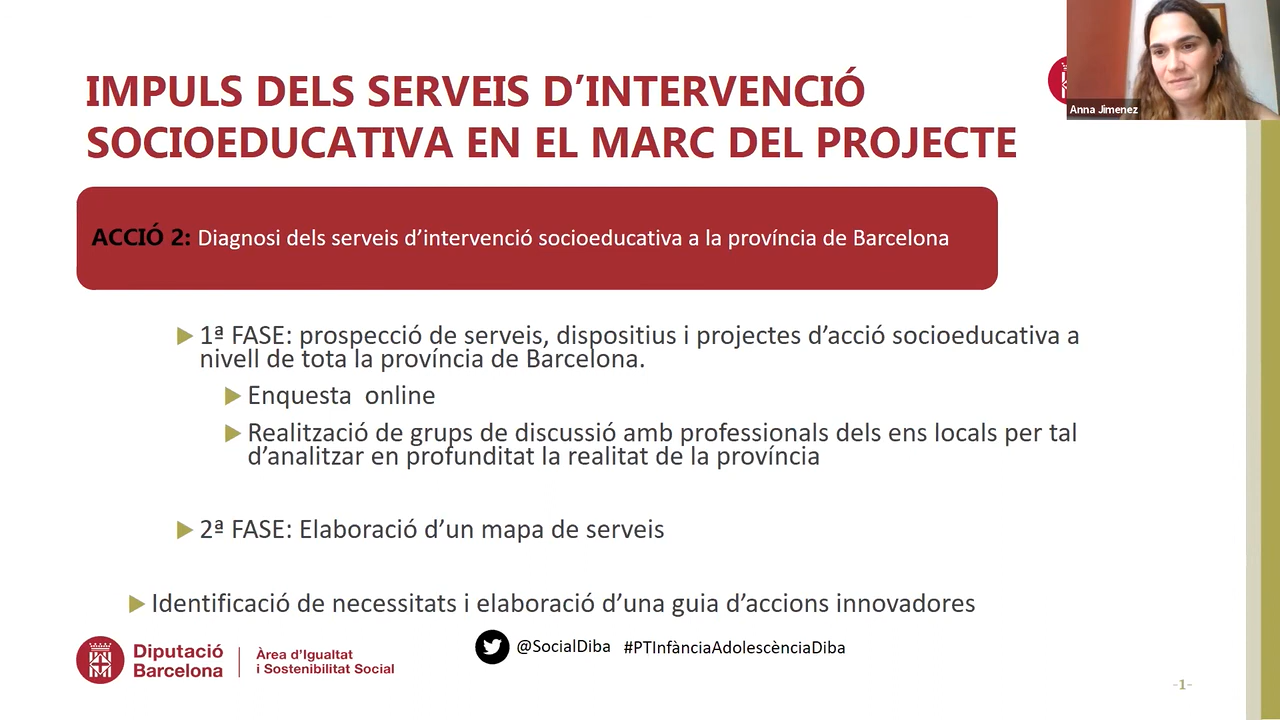 IMPULS DELS SERVEIS D’INTERVENCIÓ
SOCIOEDUCATIVA EN EL MARC DEL PROJECTE
Anna Jimenez
ACCIÓ 2: Diagnosi dels serveis d’intervenció socioeducativa a la província de Barcelona
1ª FASE: prospecció de serveis, dispositius i projectes d’acció socioeducativa a
nivell de tota la província de Barcelona.
Enquesta online
Realització de grups de discussió amb professionals dels ens locals per tal
d’analitzar en profunditat la realitat de la província
2ª FASE: Elaboració d’un mapa de serveis
Identificació de necessitats i elaboració d’una guia d’accions innovadores
Diputació
Barcelona
Àrea d’Igualtat
i Sostenibilitat Social
@SocialDiba #PTInfànciaAdolescènciaDiba
-1-